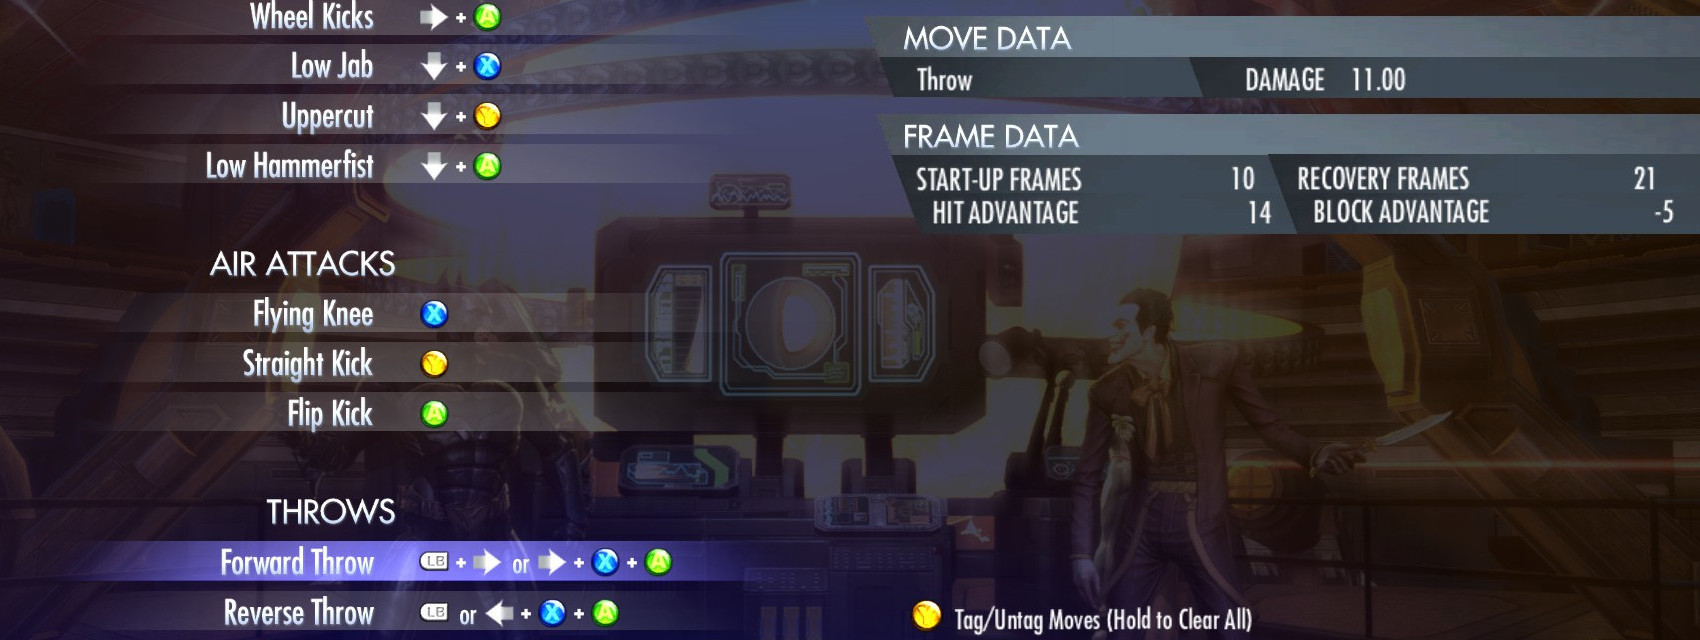 Wheel Kicks + A
Low Jab + X
Uppercut + Y
Low Hammerfist + A
AIR ATTACKS
Flying Knee X
Straight Kick Y
Flip Kick A
THROWS
Forward Throw LB + or + X + A
Reverse Throw LB or + X + A
MOVE DATA
Throw DAMAGE 11.00
FRAME DATA
START-UP FRAMES 10 RECOVERY FRAMES 21
HIT ADVANTAGE 14 BLOCK ADVANTAGE -5
Y Tag/Untag Moves (Hold to Clear All)